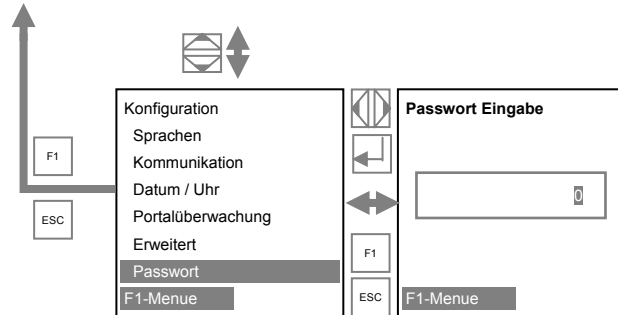 F1
ESC
Konfiguration
Sprachen
Kommunikation
Datum / Uhr
Portalüberwachung
Erweitert
Passwort
F1-Menue
F1
ESC
Passwort Eingabe
0
F1-Menue